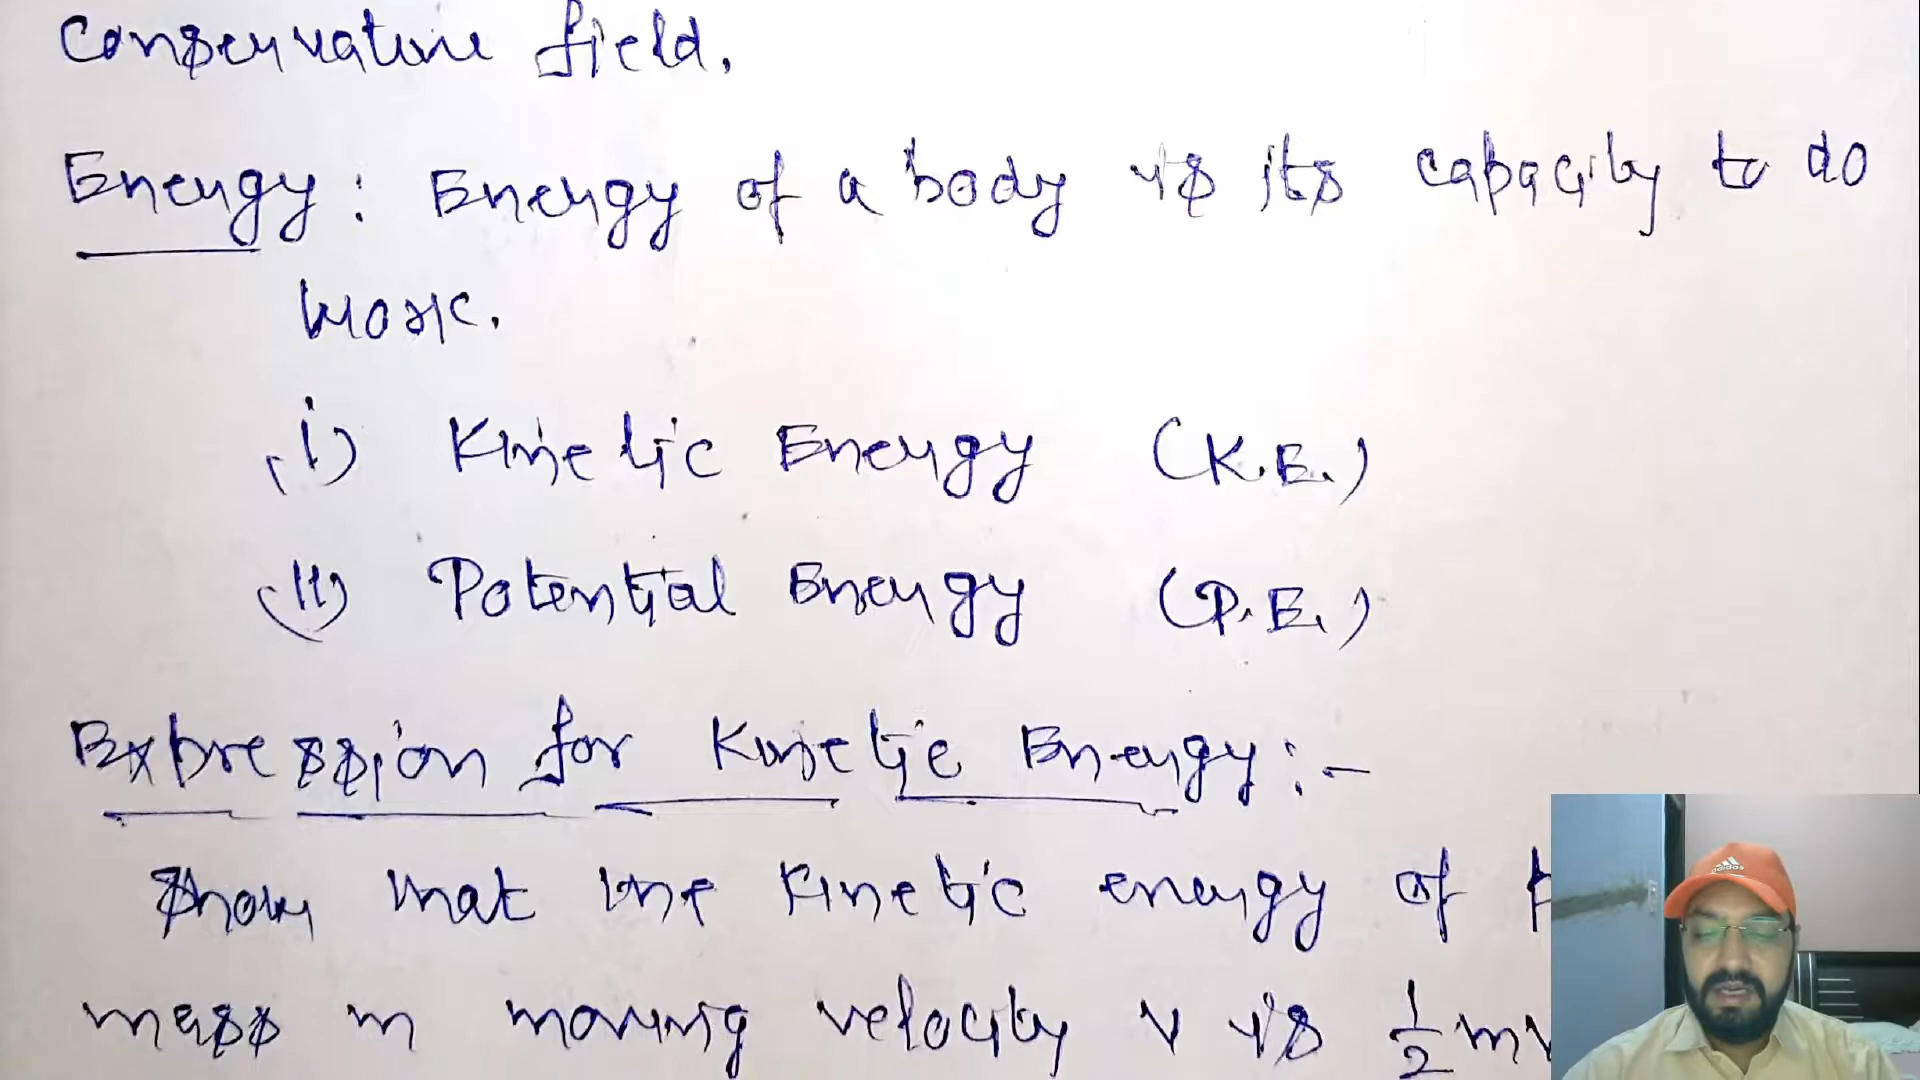 Conservative field.
Energy: Energy of a body is its capacity to do
work.
(i) Kinetic Energy (K.E.)
(ii) Potential Energy (P.E.)
Expression for Kinetic Energy:-
Show that the kinetic energy of
mass m moving velocity v is 1/2 mv
adidas